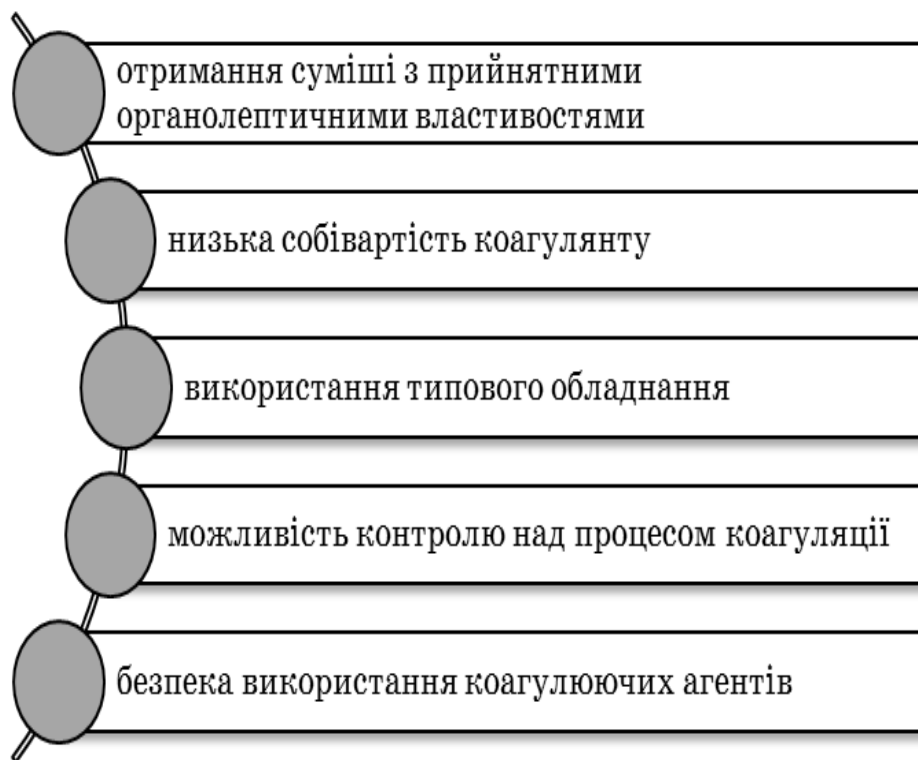 отримання суміші з прийнятними
органолептичними властивостями
низька собівартість коагулянту
використання типового обладнання
можливість контролю над процесом коагуляції
безпека використання коагулюючих агентів